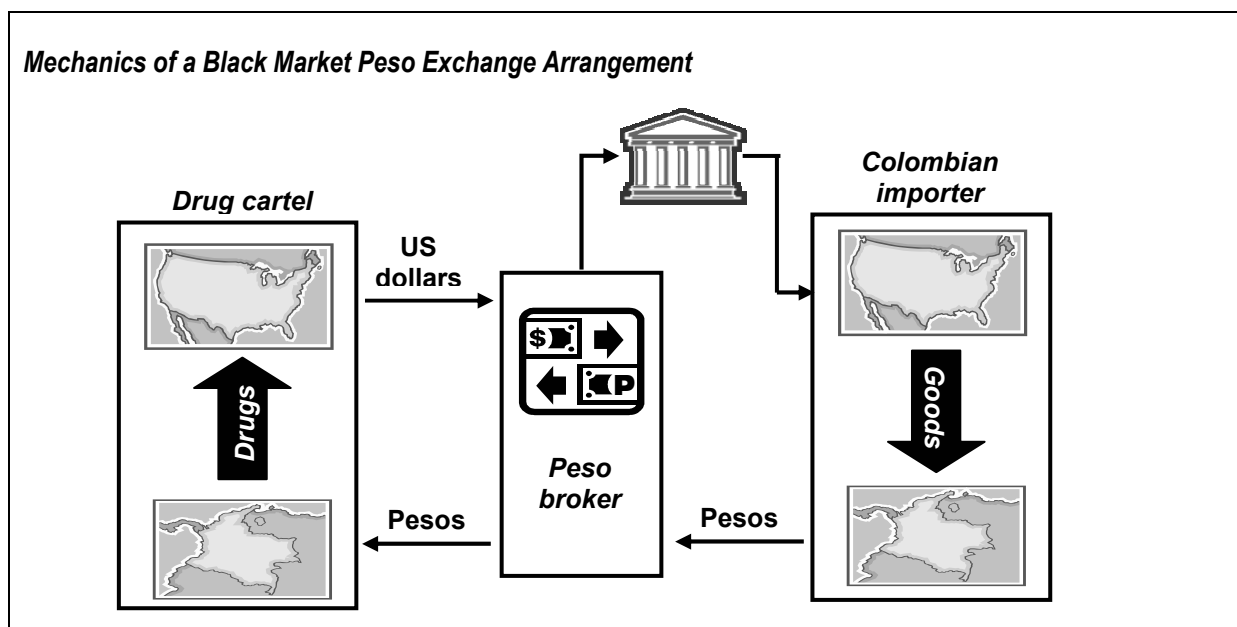 Mechanics of a Black Market Peso Exchange Arrangement
Drug cartel
Colombian
importer
US
dollars
$
P
Drugs
Goods
Peso
broker
Pesos
Pesos